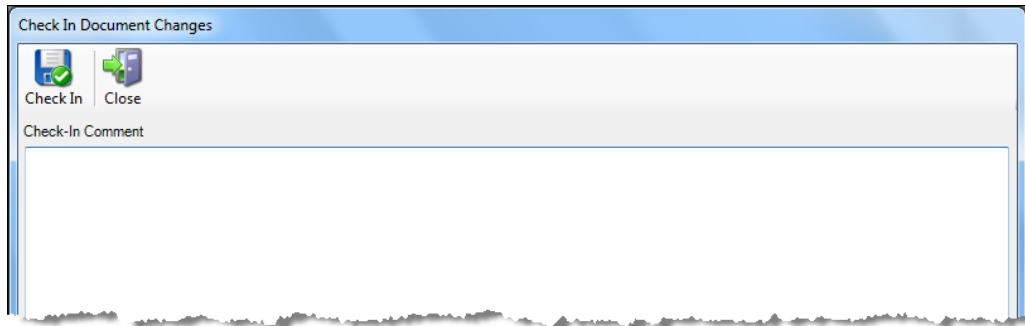 Check In Document Changes
Check In Close
Check-In Comment